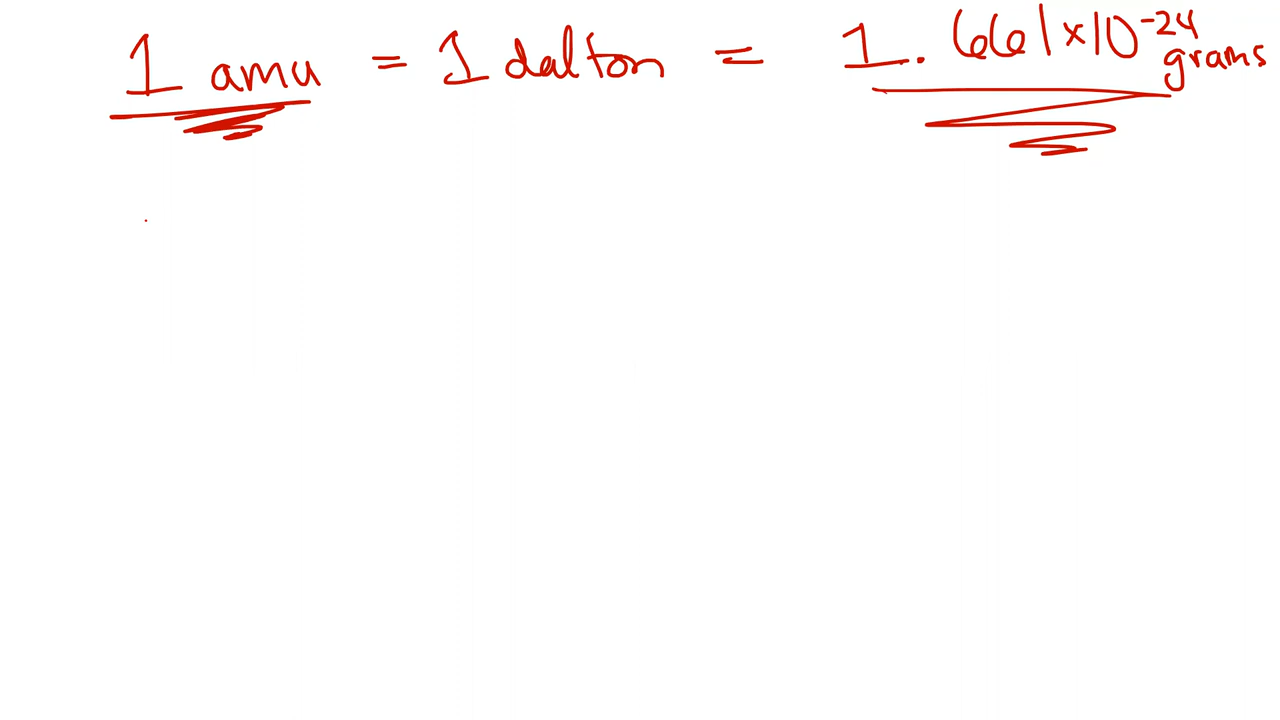 1 amu = 1 dalton = 1.661×10⁻²⁴ grams